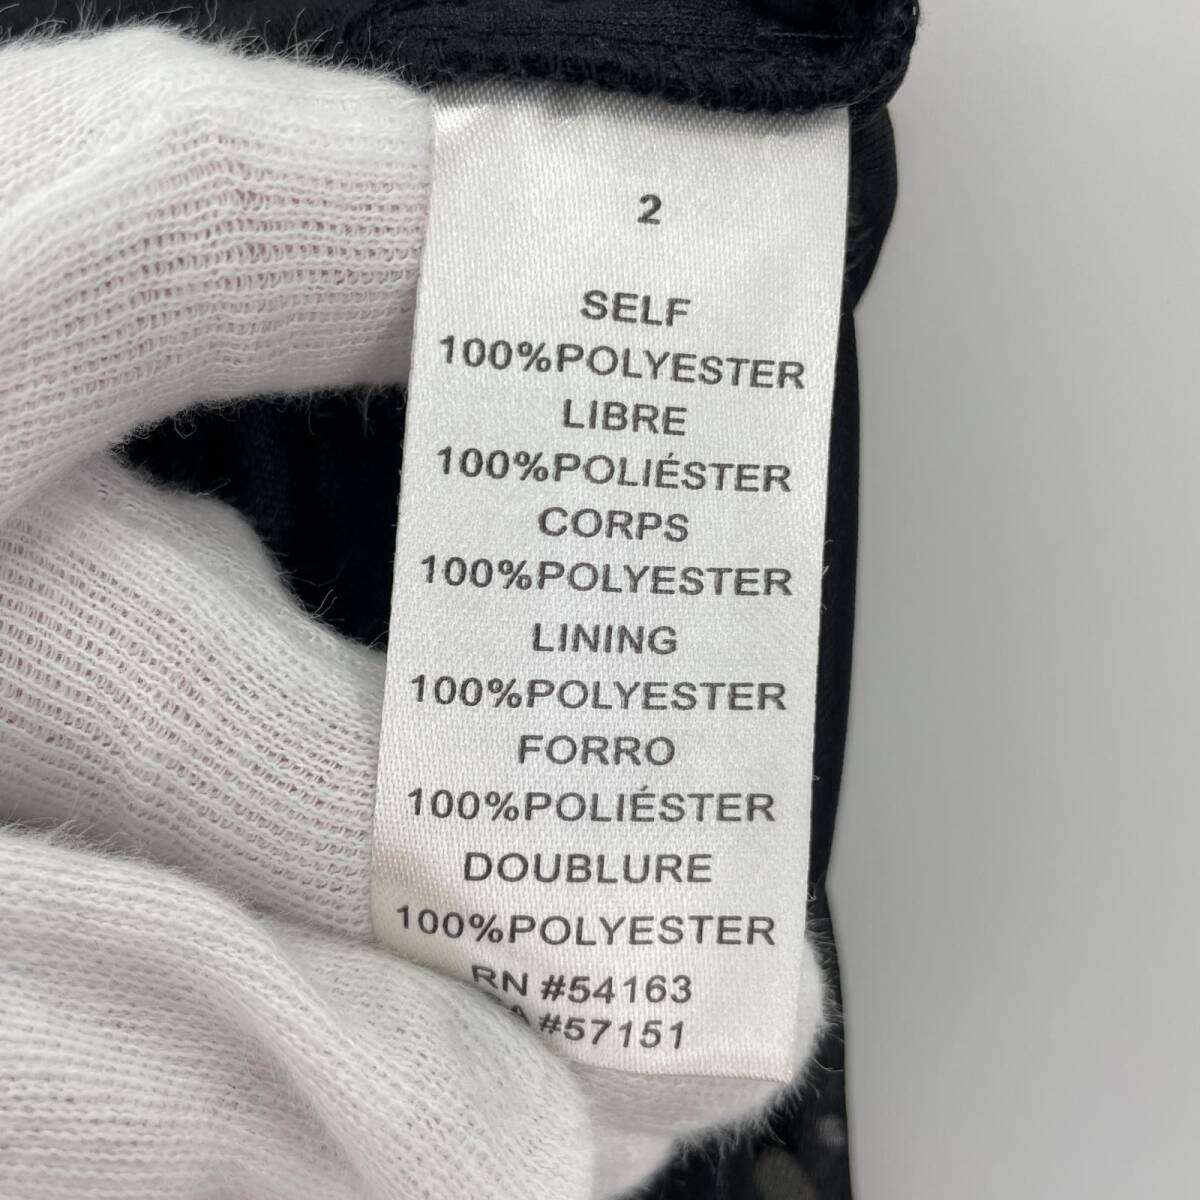 2
SELF
100%POLYESTER
LIBRE
100%POLIÉSTER
CORPS
100%POLYESTER
LINING
100%POLYESTER
FORRO
100%POLIÉSTER
DOUBLURE
100%POLYESTER
RN #54163
#57151